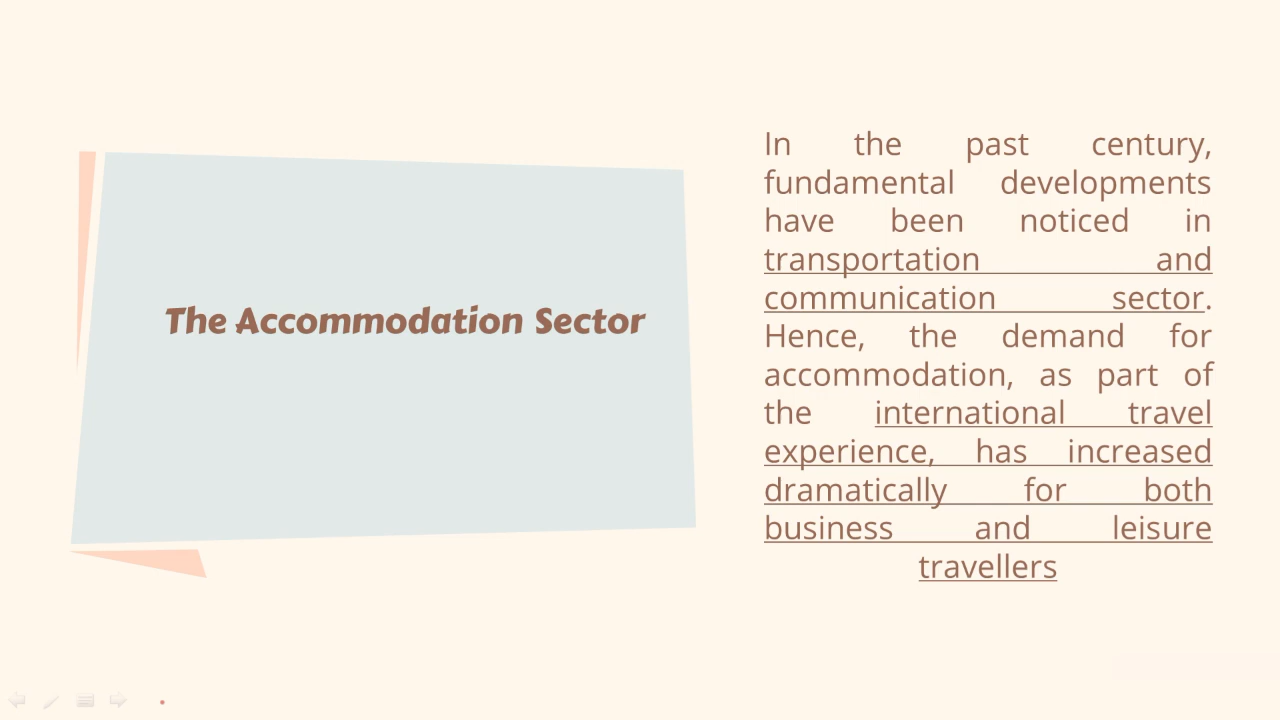 The Accommodation Sector
In the past century,
fundamental developments
have been noticed in
transportation and
communication sector.
Hence, the demand for
accommodation, as part of
the international travel
experience, has increased
dramatically for both
business and leisure
travellers